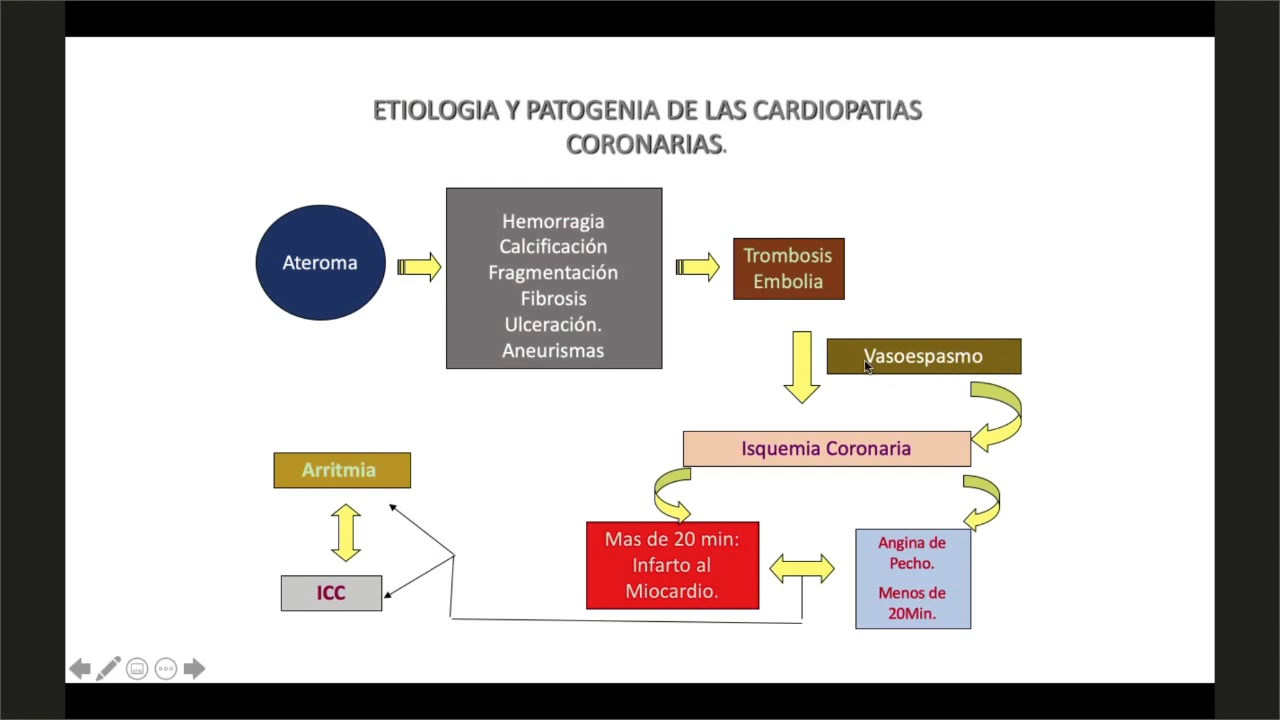 ETIOLOGIA Y PATOGENIA DE LAS CARDIOPATIAS
CORONARIAS.
Ateroma
Hemorragia
Calcificación
Fragmentación
Fibrosis
Ulceración.
Aneurismas
Trombosis
Embolia
Vasoespasmo
Isquemia Coronaria
Arritmia
ICC
Mas de 20 min:
Infarto al
Miocardio.
Angina de
Pecho.
Menos de
20Min.